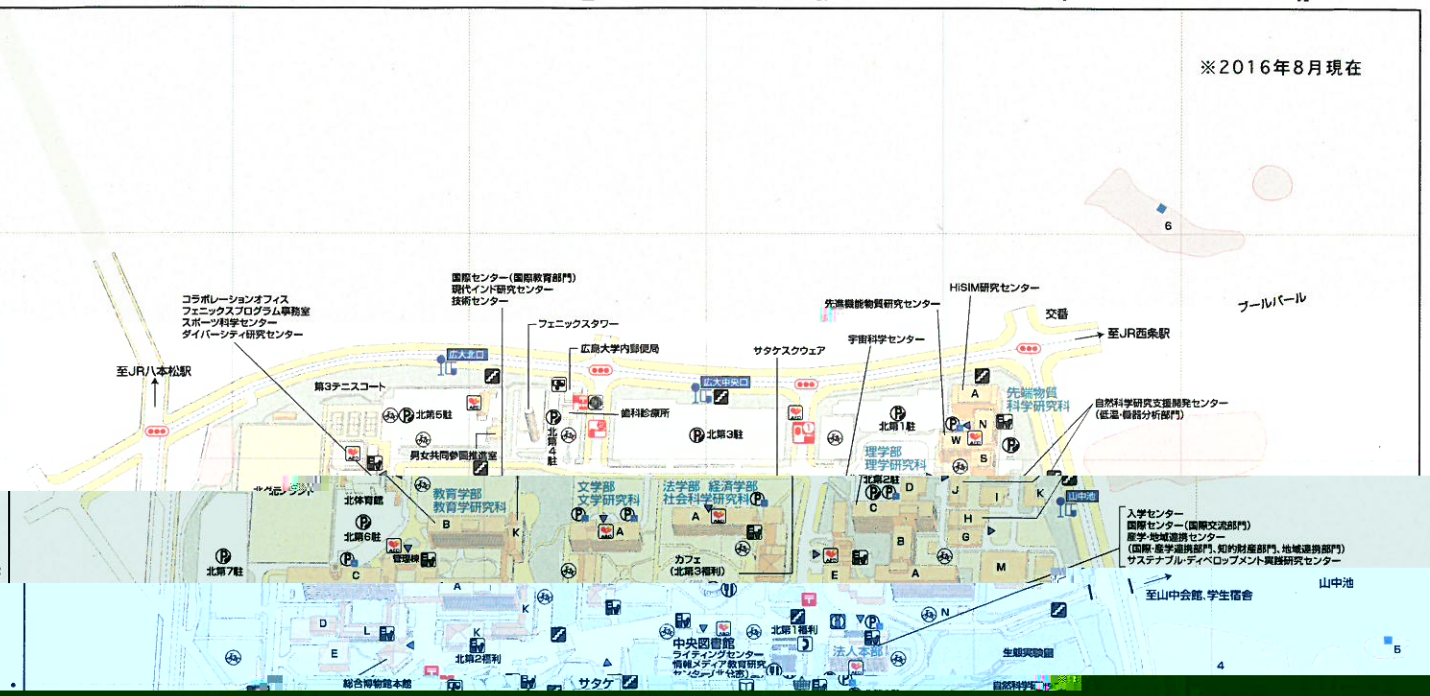 ※2016年8月現在
6
ブールバール
国際センター(国際教育部門)
現代インド研究センター
技術センター
コラボレーションオフィス
フェニックスプログラム事務室
スポーツ科学センター
ダイバーシティ研究センター
フェニックスタワー
広島大学内郵便局
サタケスクウェア
先進機能物質研究センター
宇宙科学センター
HiSIM研究センター
交番
至JR西条駅
至JR八本松駅
広大北口
広大中央口
第3テニスコート
北第5駐
歯科診療所
北第4駐
北第3駐
北第1駐
男女共同参画推進室
先端物質
科学研究科
A
N
W
S
自然科学研究支援開発センター
(低温・機器分析部門)
理学部
理学研究科
北第2駐
北体育館
北第6駐
北第7駐
教育学部
教育学研究科
B
K
管理棟
C
文学部
文学研究科
A
法学部 経済学部
社会科学研究科
A
カフェ
(北第3福利)
D
C
B
E
A
J
I
K
H
G
M
山中池
入学センター
国際センター(国際交流部門)
産学・地域連携センター
(国際・産学連携部門、知的財産部門、地域連携部門)
サステナブル・ディベロップメント実践研究センター
至山中会館、学生宿舎
山中池
A
K
D
L
E
K
北第2福利
総合博物館本館
中央図書館
ライティングセンター
情報メディア教育研究
北第1福利
法人本部
N
生態実験園
サタケ
4
5